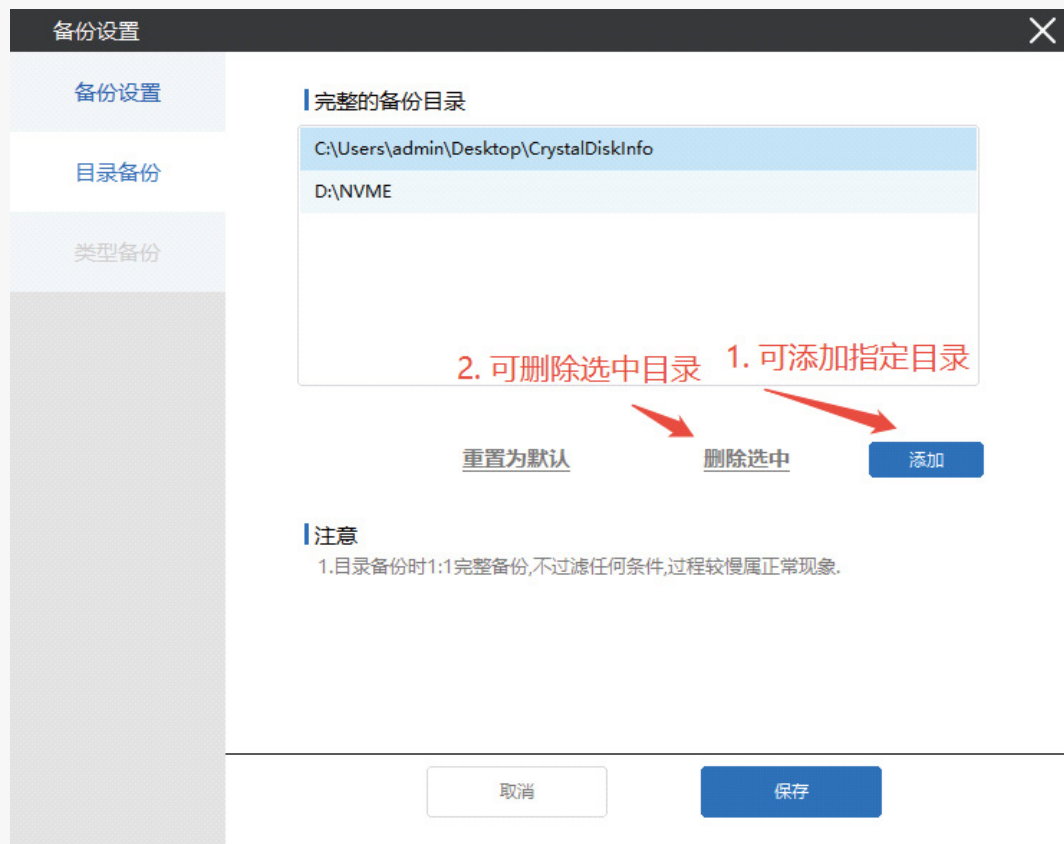 备份设置
备份设置
目录备份
类型备份
完整的备份目录
C:\Users\admin\Desktop\CrystalDiskInfo
D:\NVME
2. 可删除选中目录
1. 可添加指定目录
重置为默认
删除选中
添加
注意
1.目录备份时1:1完整备份,不过滤任何条件,过程较慢属正常现象.
取消
保存